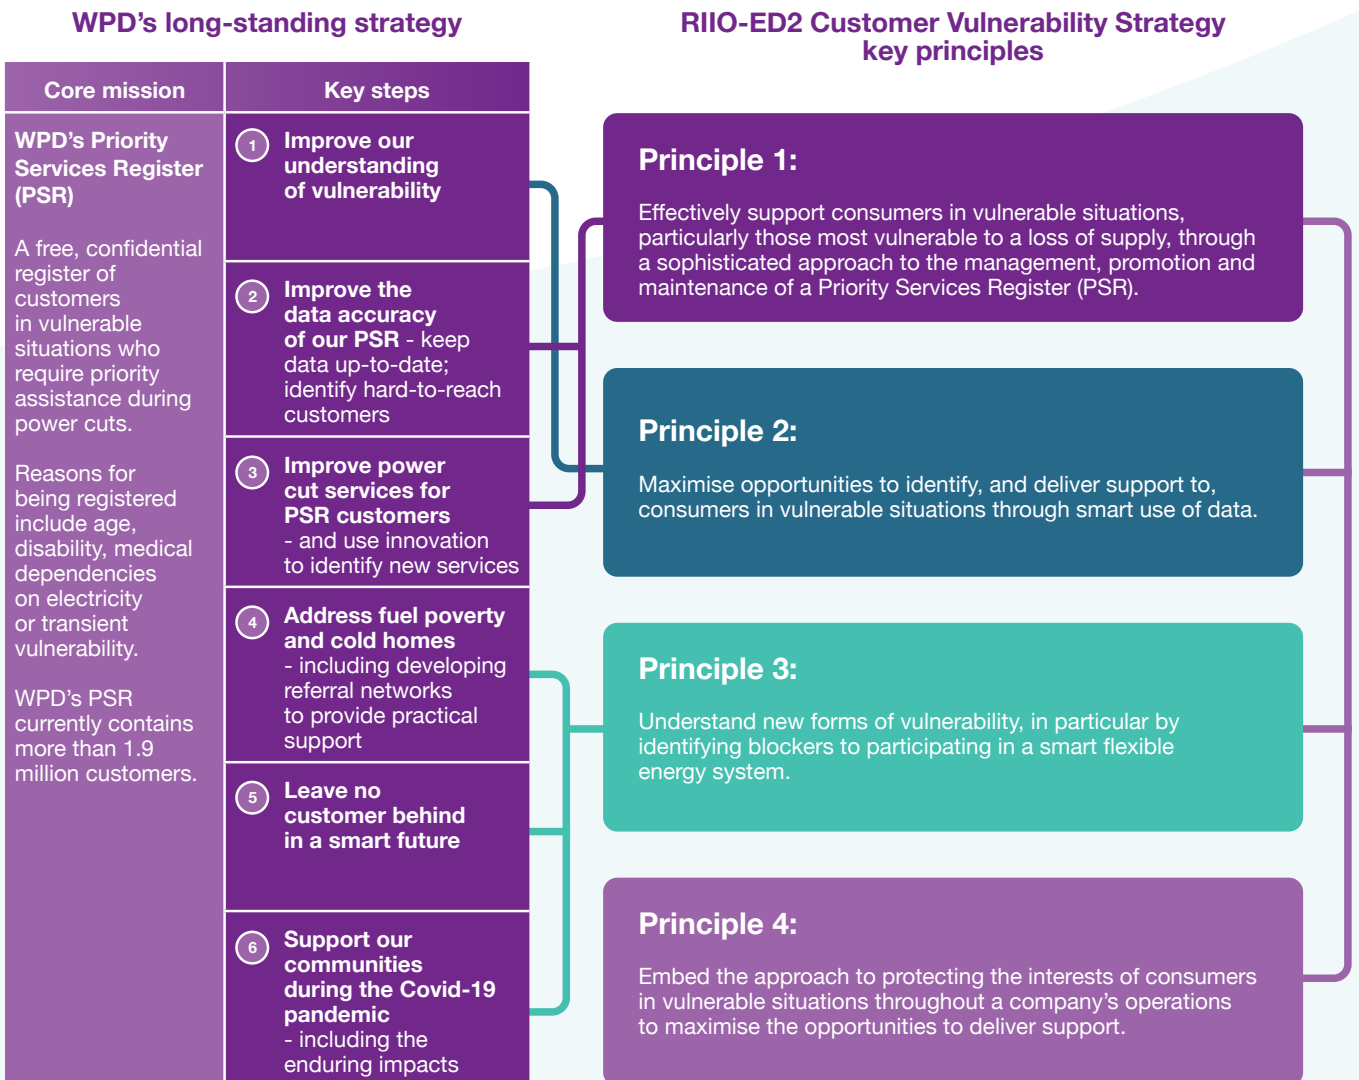 WPD's long-standing strategy
RIIO-ED2 Customer Vulnerability Strategy
key principles
Core mission
Key steps
WPD's Priority
Services Register
(PSR)
A free, confidential
register of
customers
in vulnerable
situations who
require priority
assistance during
power cuts.
Reasons for
being registered
include age,
disability, medical
dependencies
on electricity
or transient
vulnerability.
WPD's PSR
currently contains
more than 1.9
million customers.
1
Improve our
understanding
of vulnerability
2
Improve the
data accuracy
of our PSR - keep
data up-to-date;
identify hard-to-reach
customers
3
Improve power
cut services for
PSR customers
- and use innovation
to identify new services
4
Address fuel poverty
and cold homes
- including developing
referral networks
to provide practical
support
5
Leave no
customer behind
in a smart future
6
Support our
communities
during the Covid-19
pandemic
- including the
enduring impacts
Principle 1:
Effectively support consumers in vulnerable situations,
particularly those most vulnerable to a loss of supply, through
a sophisticated approach to the management, promotion and
maintenance of a Priority Services Register (PSR).
Principle 2:
Maximise opportunities to identify, and deliver support to,
consumers in vulnerable situations through smart use of data.
Principle 3:
Understand new forms of vulnerability, in particular by
identifying blockers to participating in a smart flexible
energy system.
Principle 4:
Embed the approach to protecting the interests of consumers
in vulnerable situations throughout a company's operations
to maximise the opportunities to deliver support.